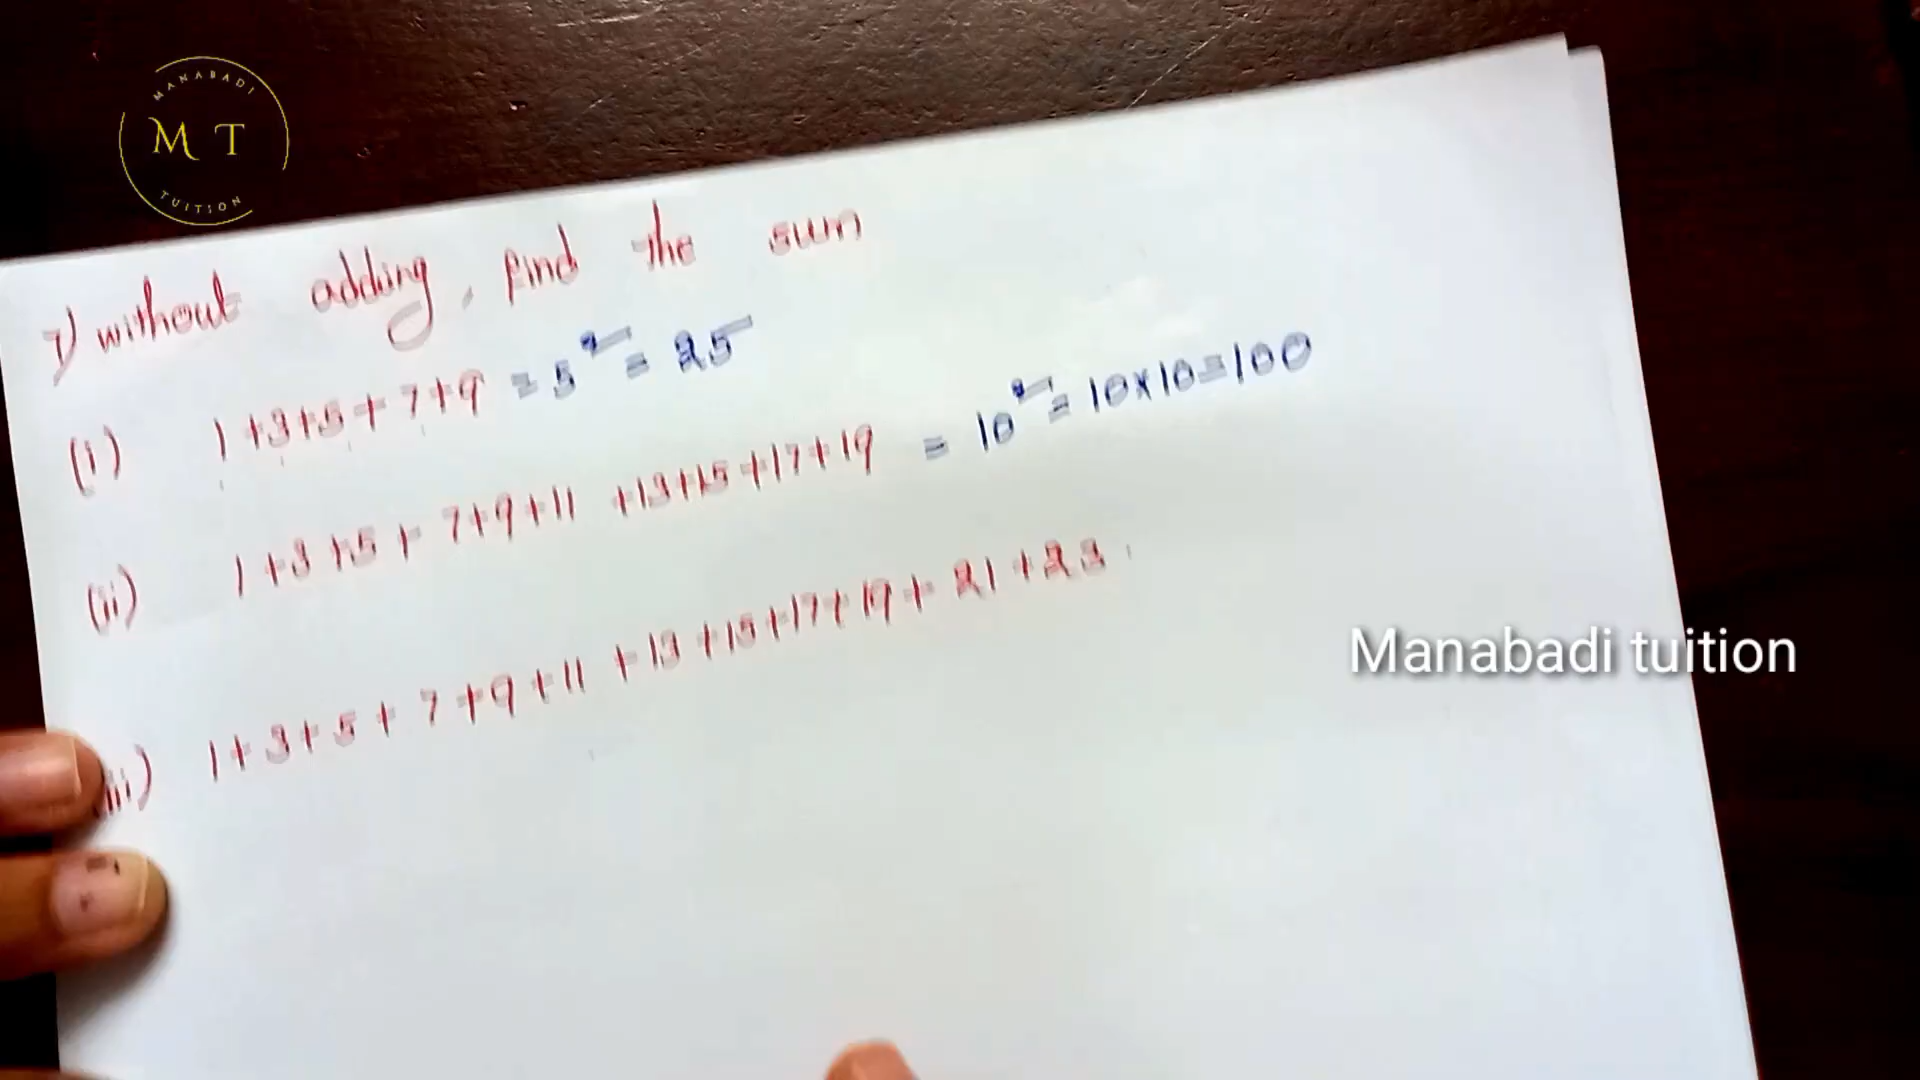 MANABADI
M T
TUITION
7) without adding, find the sum
(i) 1+3+5+7+9 = 5² = 25
(ii) 1+3+5+7+9+11+13+15+17+19 = 10² = 10×10=100
(iii) 1+3+5+7+9+11+13+15+17+19+21+23
Manabadi tuition